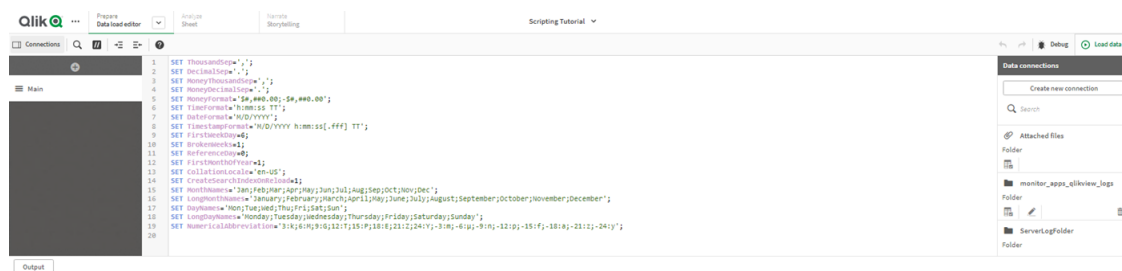 Qlik ... Prepare Data load editor Analyze Sheet Narrate Storytelling Scripting Tutorial
Connections Debug Load data
Data connections
Main
Create new connection
Search
Attached files
Folder
monitor_apps_qlikview_logs
Folder
ServerLogFolder
Folder
1 SET ThousandSep=',';
2 SET DecimalSep='.';
3 SET MoneyThousandSep=',';
4 SET MoneyDecimalSep='.';
5 SET MoneyFormat='$#,##0.00;-$#,##0.00';
6 SET TimeFormat='h:mm:ss TT';
7 SET DateFormat='M/D/YYYY';
8 SET TimestampFormat='M/D/YYYY h:mm:ss[.fff] TT';
9 SET FirstWeekDay=6;
10 SET BrokenWeeks=1;
11 SET ReferenceDay=0;
12 SET FirstMonthOfYear=1;
13 SET CollationLocale='en-US';
14 SET CreateSearchIndexOnReload=1;
15 SET MonthNames='Jan;Feb;Mar;Apr;May;Jun;Jul;Aug;Sep;Oct;Nov;Dec';
16 SET LongMonthNames='January;February;March;April;May;June;July;August;September;October;November;December';
17 SET DayNames='Mon;Tue;Wed;Thu;Fri;Sat;Sun';
18 SET LongDayNames='Monday;Tuesday;Wednesday;Thursday;Friday;Saturday;Sunday';
19 SET NumericalAbbreviation='3:k;6:M;9:G;12:T;15:P;18:E;21:Z;24:Y;-3:m;-6:μ;-9:n;-12:p;-15:f;-18:a;-21:z;-24:y';
20
Output